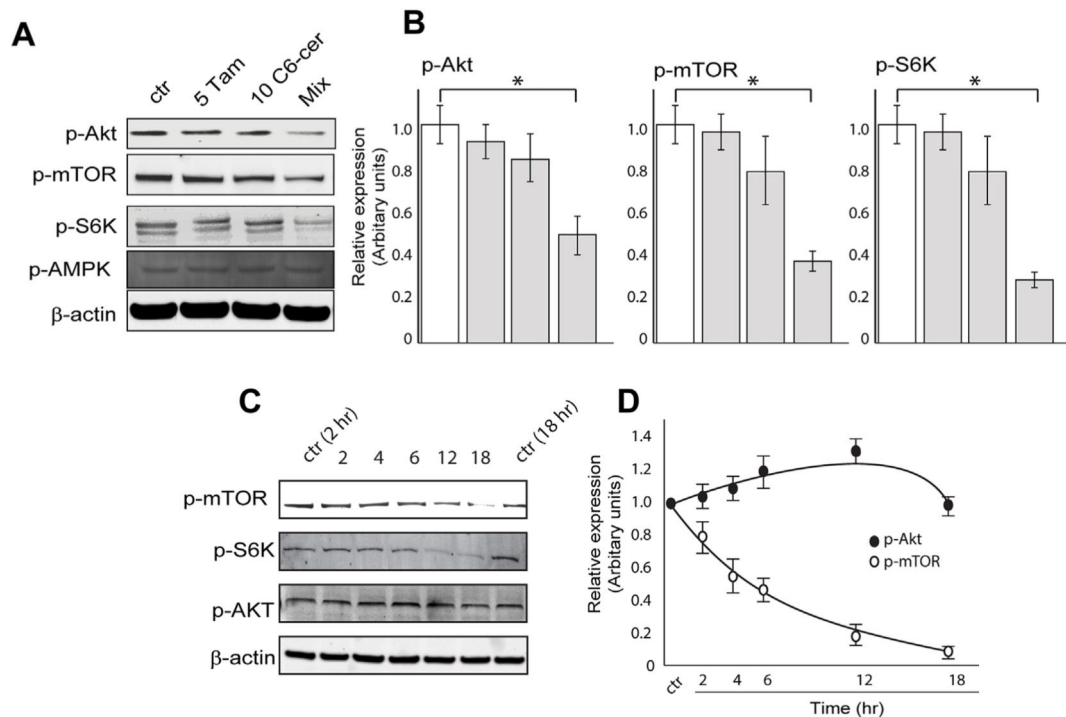 A
ctr
5 Tam
10 C6-cer
Mix
p-Akt
p-mTOR
p-S6K
p-AMPK
β-actin
B
Relative expression
(Arbitary units)
p-Akt
*
1.0
0.8
0.6
0.4
0.2
0
p-mTOR
*
1.0
0.8
0.6
0.4
0.2
0
p-S6K
*
1.0
0.8
0.6
0.4
0.2
0
C
ctr (2 hr)
2
4
6
12
18
ctr (18 hr)
p-mTOR
p-S6K
p-AKT
β-actin
D
Relative expression
(Arbitary units)
1.4
1.2
1.0
0.8
0.6
0.4
0.2
0
p-Akt
p-mTOR
ctr
2
4
6
12
18
Time (hr)